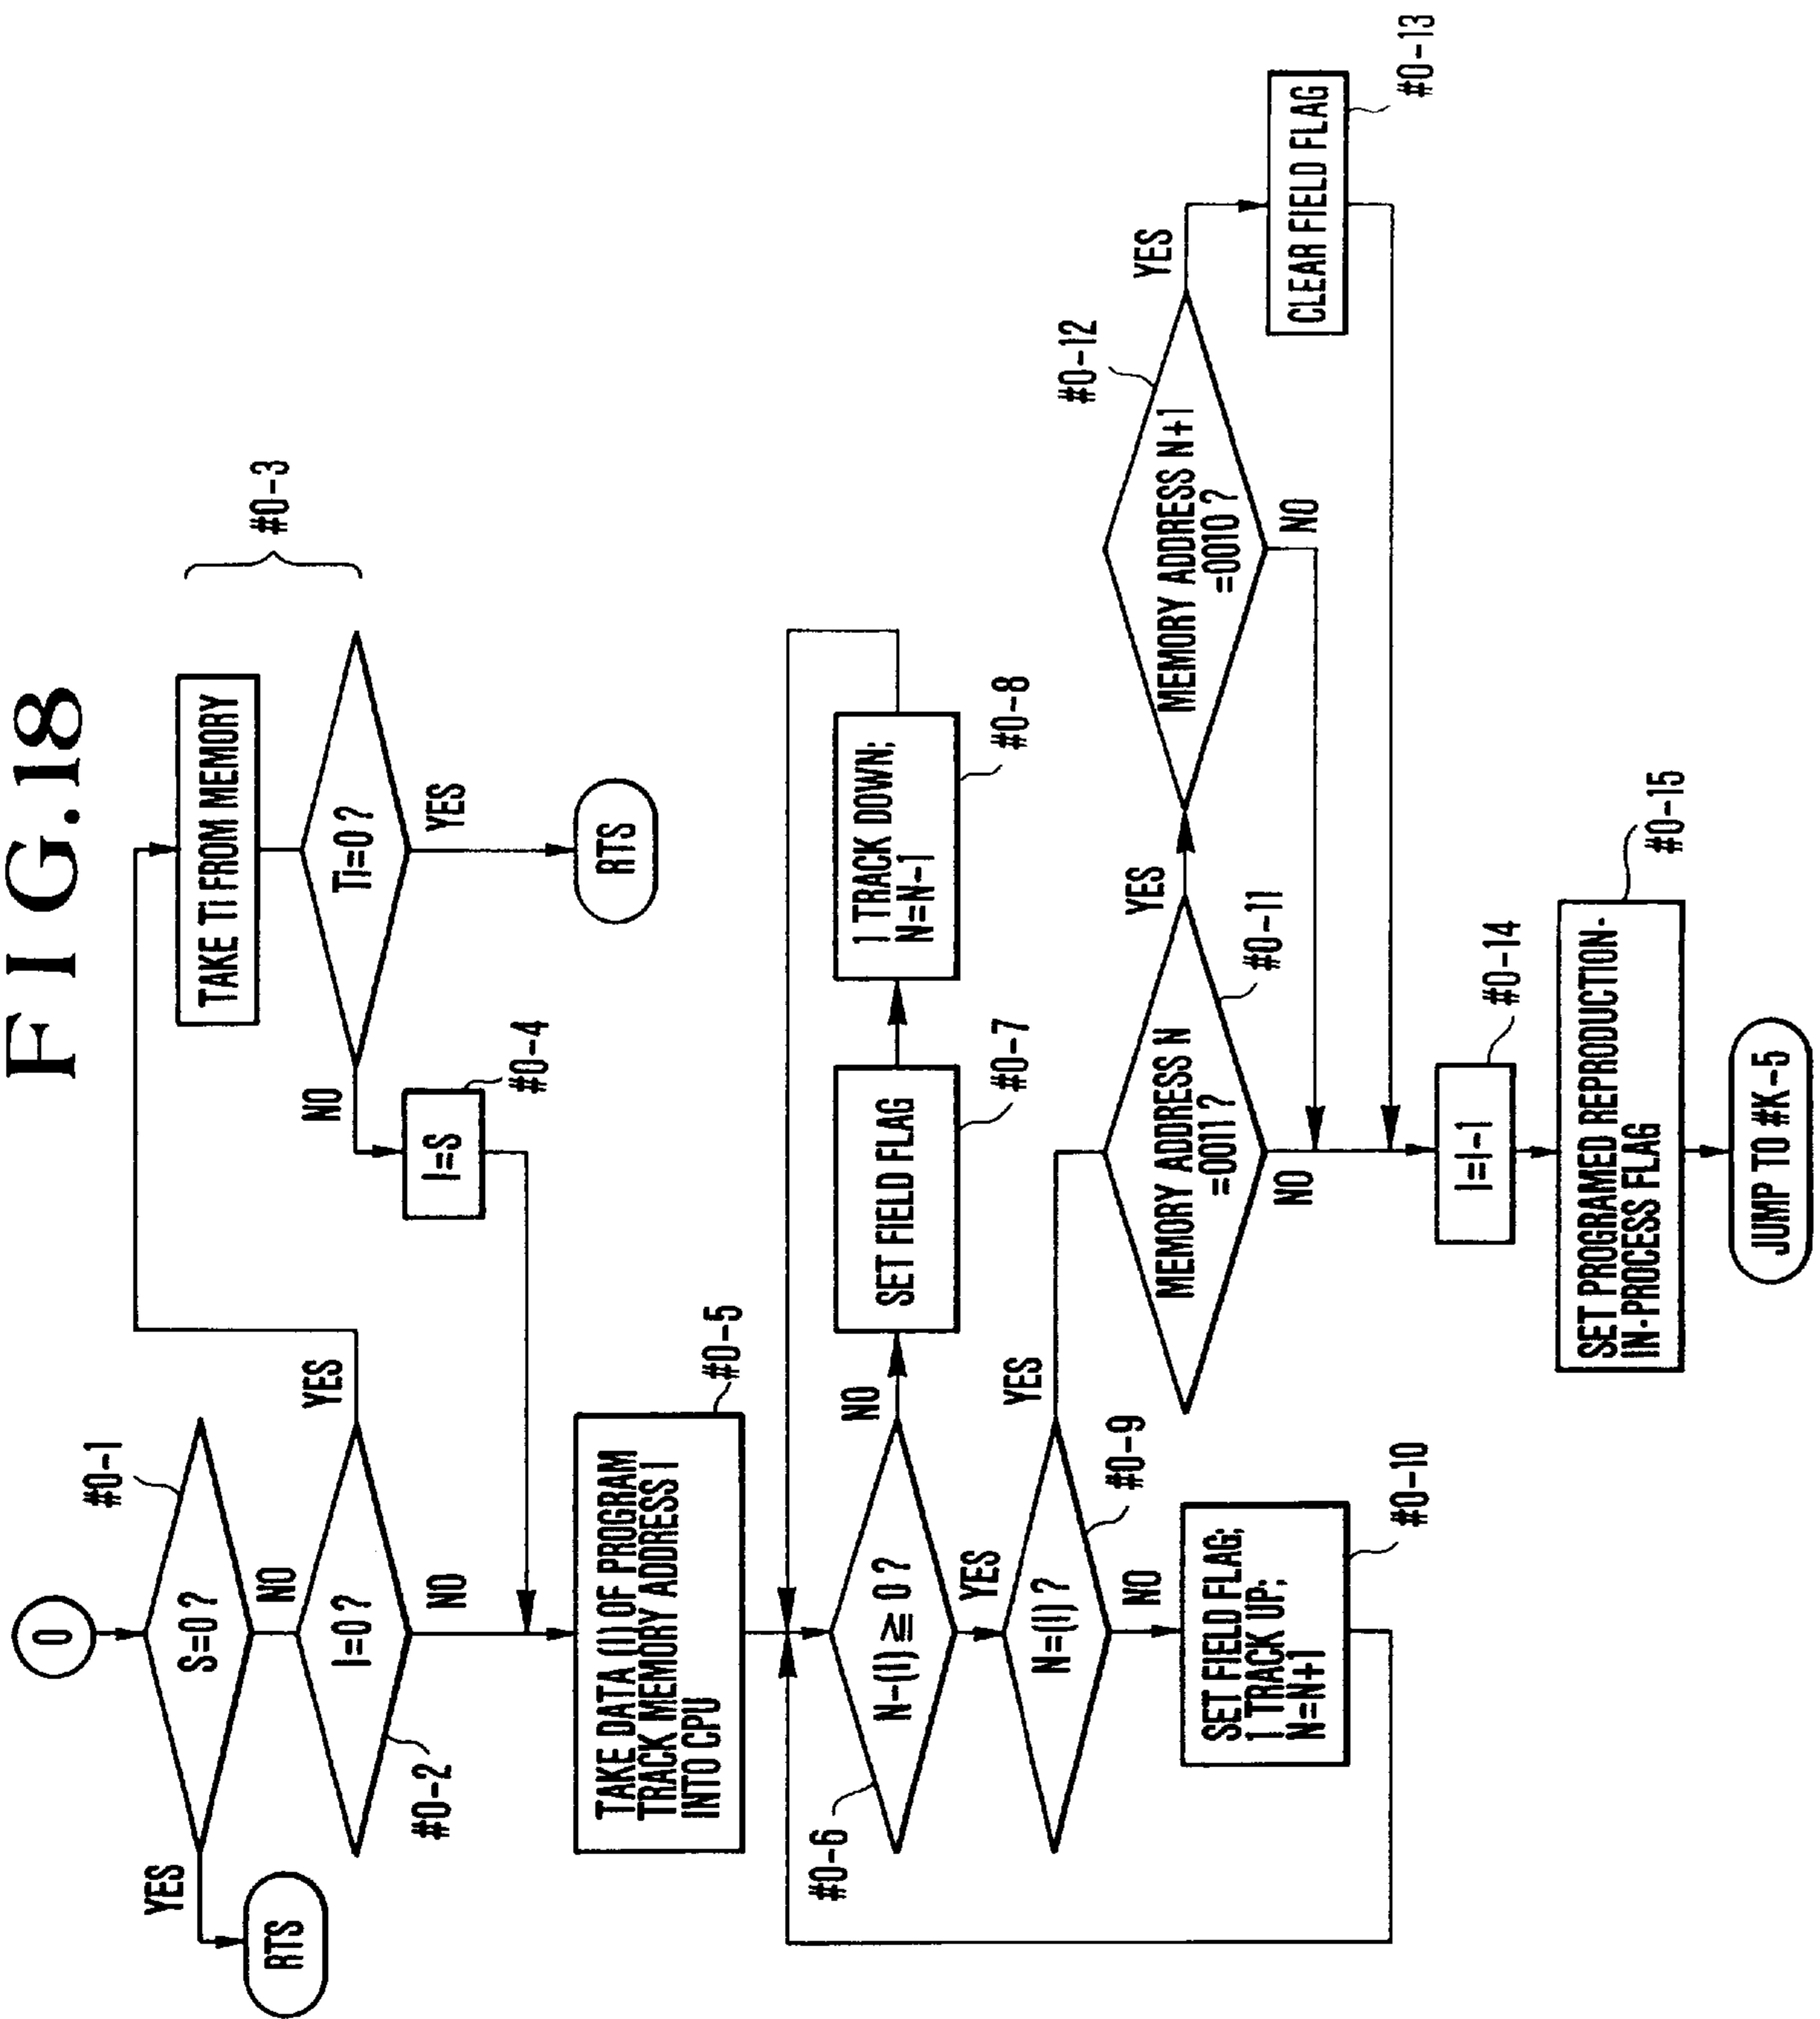 FIG.18
0
#0-1
S=0?
YES
RTS
NO
#0-2
I=0?
YES
NO
TAKE Ti FROM MEMORY
#0-3
Ti=0?
YES
RTS
NO
#0-4
I=S
#0-5
TAKE DATA (I) OF PROGRAM
TRACK MEMORY ADDRESS I
INTO CPU
#0-6
N-(I) ≧ 0?
NO
SET FIELD FLAG
#0-7
1 TRACK DOWN;
N=N-1
#0-8
YES
N=(I)?
#0-9
YES
NO
SET FIELD FLAG;
1 TRACK UP;
N=N+1
#0-10
MEMORY ADDRESS N
=0011?
#0-11
YES
NO
#0-12
MEMORY ADDRESS N+1
=0010?
YES
NO
CLEAR FIELD FLAG
#0-13
I=I-1
#0-14
SET PROGRAMED REPRODUCTION-
IN-PROCESS FLAG
#0-15
JUMP TO #K-5